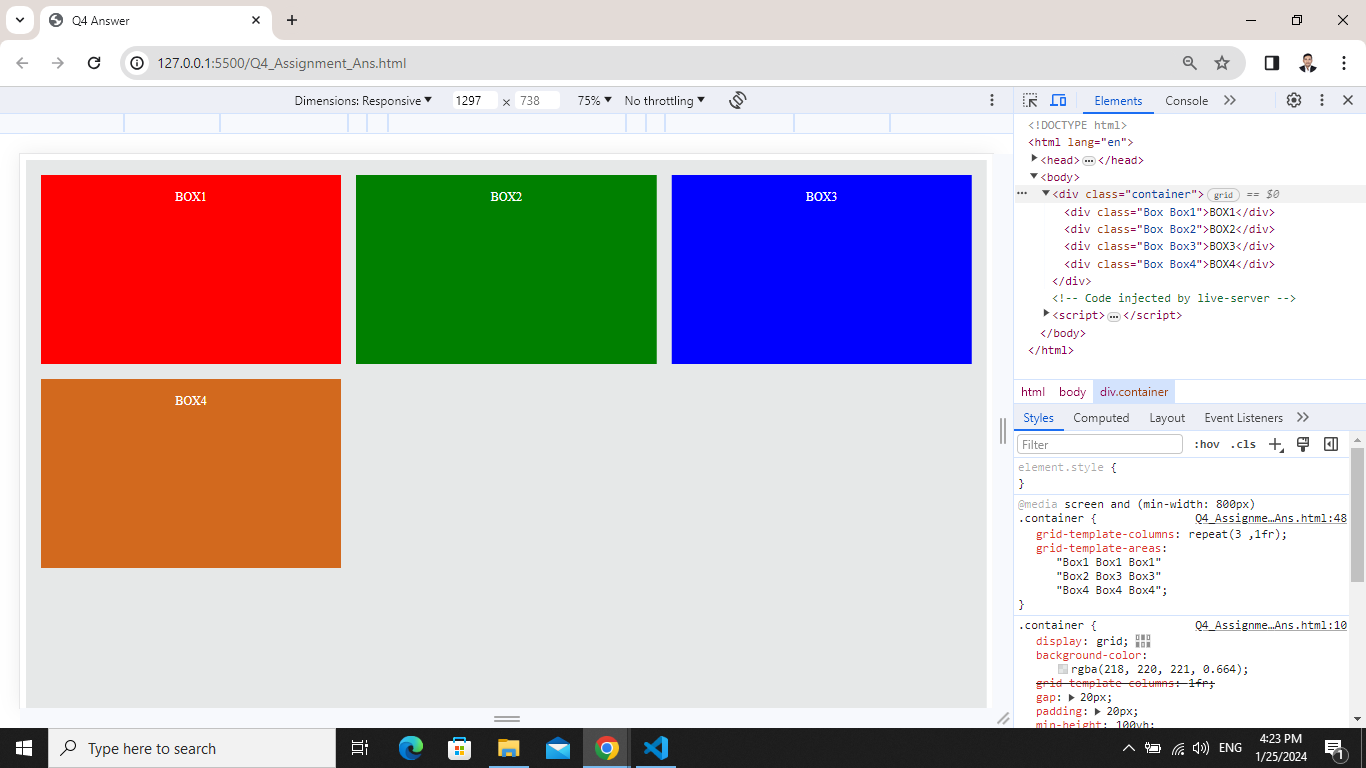 Q4 Answer
127.0.0.1:5500/Q4_Assignment_Ans.html
Dimensions: Responsive 1297 × 738 75% No throttling
Elements Console
BOX1 BOX2 BOX3
BOX4
<!DOCTYPE html>
<html lang="en">
<head>…</head>
<body>
<div class="container"> grid == $0
<div class="Box Box1">BOX1</div>
<div class="Box Box2">BOX2</div>
<div class="Box Box3">BOX3</div>
<div class="Box Box4">BOX4</div>
</div>
<!-- Code injected by live-server -->
<script>…</script>
</body>
</html>
html body div.container
Styles Computed Layout Event Listeners
Filter :hov .cls
element.style {
}
@media screen and (min-width: 800px)
.container { Q4_Assignme…Ans.html:48
grid-template-columns: repeat(3 ,1fr);
grid-template-areas:
"Box1 Box1 Box1"
"Box2 Box3 Box3"
"Box4 Box4 Box4";
}
.container { Q4_Assignme…Ans.html:10
display: grid;
background-color:
rgba(218, 220, 221, 0.664);
grid-template-columns: 1fr;
gap: 20px;
padding: 20px;
min-height: 100vh;
Type here to search
ENG
4:23 PM
1/25/2024
1